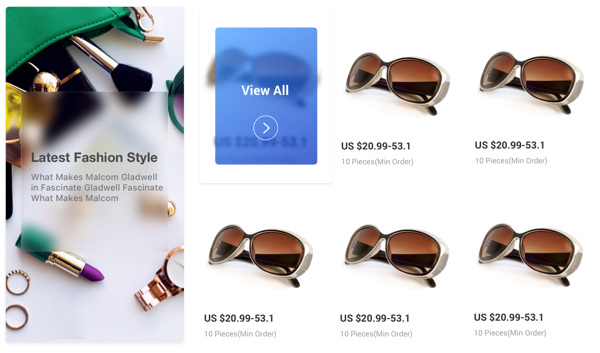 Latest Fashion Style
What Makes Malcom Gladwell
in Fascinate Gladwell Fascinate
What Makes Malcom
View All
US $20.99-53.1
US $20.99-53.1
10 Pieces(Min Order)
US $20.99-53.1
10 Pieces(Min Order)
US $20.99-53.1
10 Pieces(Min Order)
US $20.99-53.1
10 Pieces(Min Order)
US $20.99-53.1
10 Pieces(Min Order)